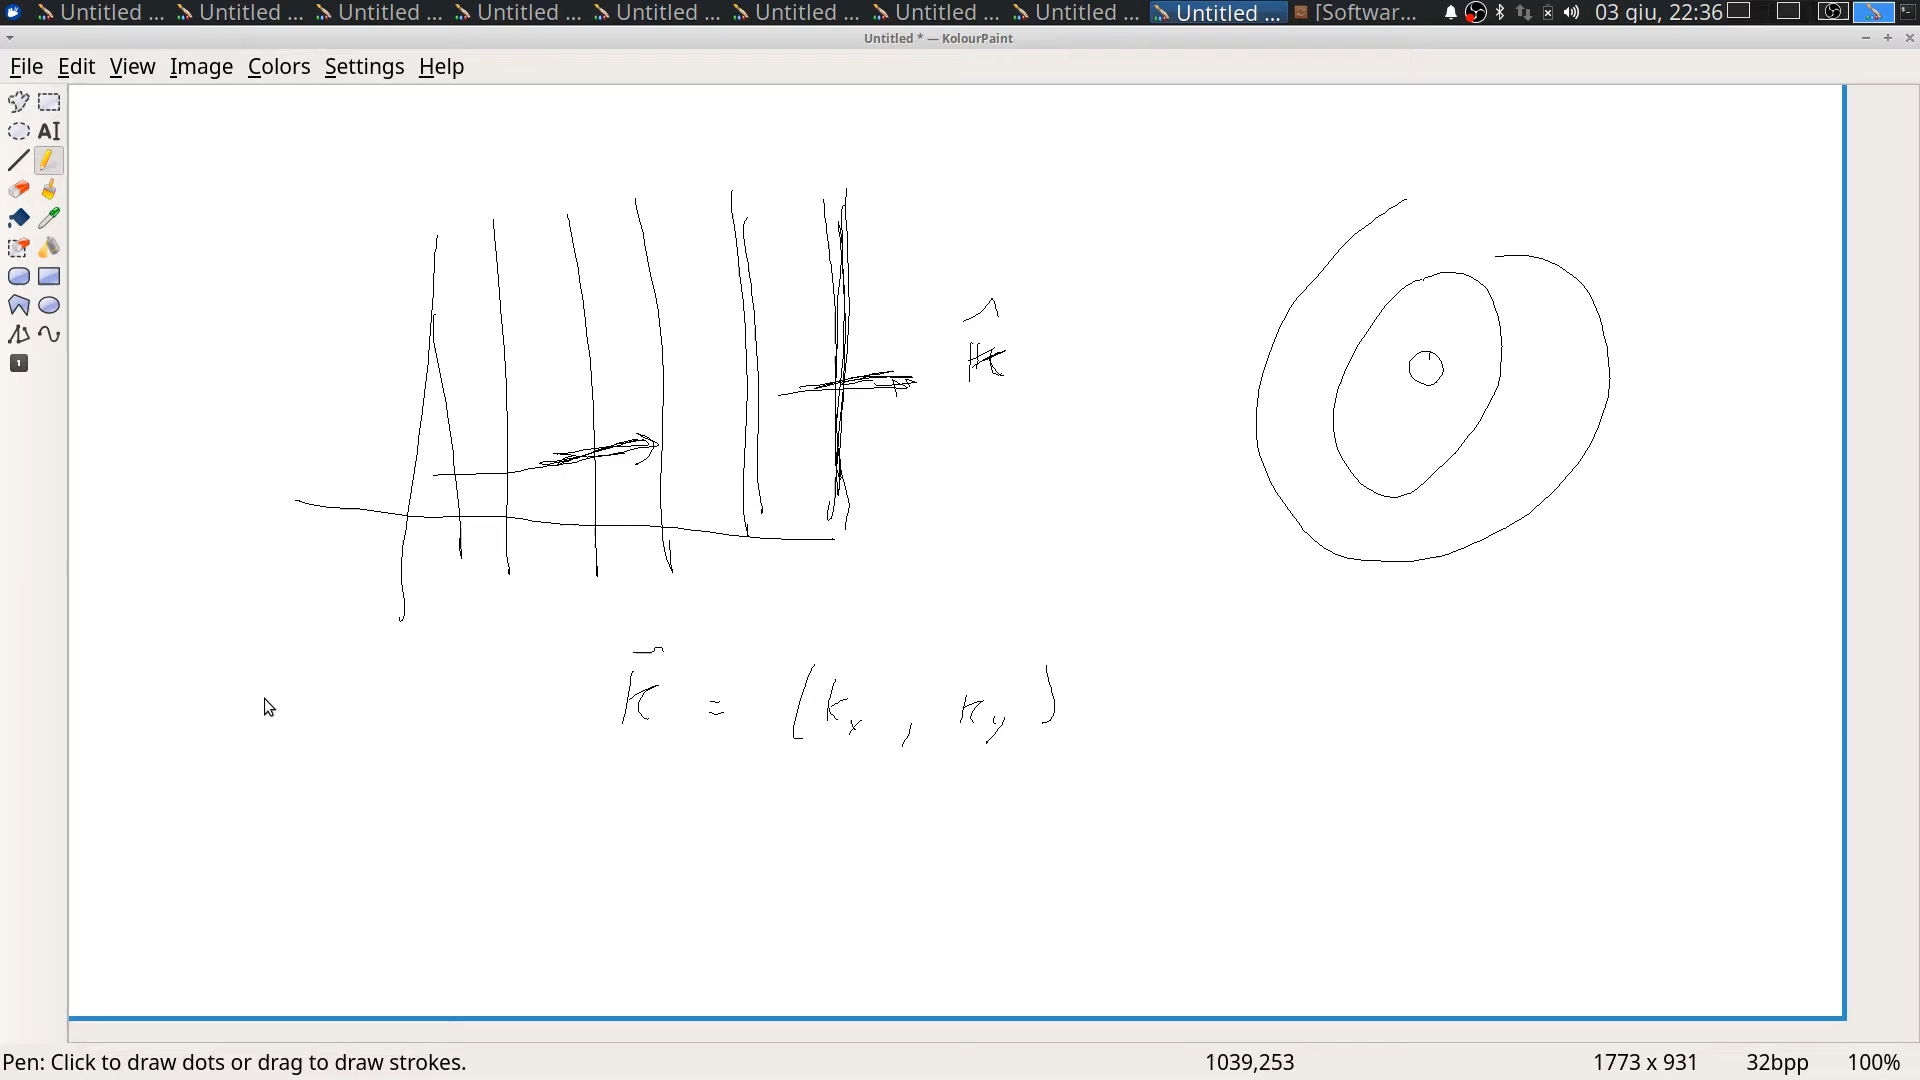 Untitled ... Untitled ... Untitled ... Untitled ... Untitled ... Untitled ... Untitled ... Untitled ... Untitled ... [Softwar... 03 giu, 22:36
Untitled * — KolourPaint
File Edit View Image Colors Settings Help
AI
k
1
k = (kx , ky)
Pen: Click to draw dots or drag to draw strokes. 1039,253 1773 x 931 32bpp 100%